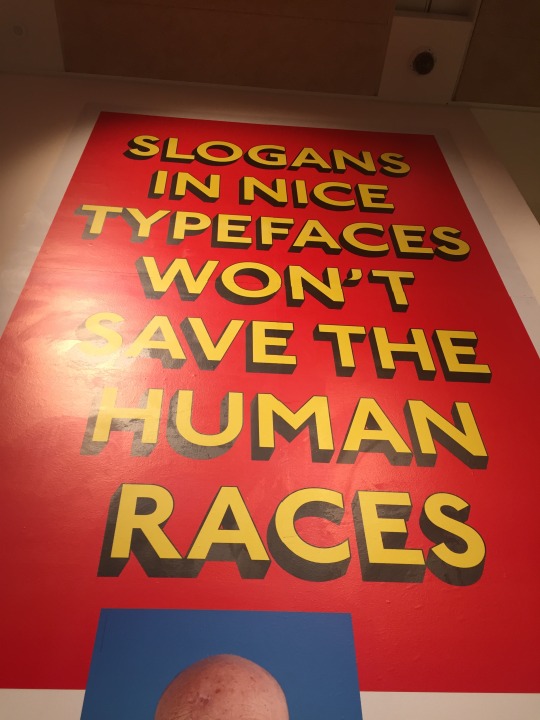 SLOGANS
IN NICE
TYPEFACES
WON'T
SAVE THE
HUMAN
RACES